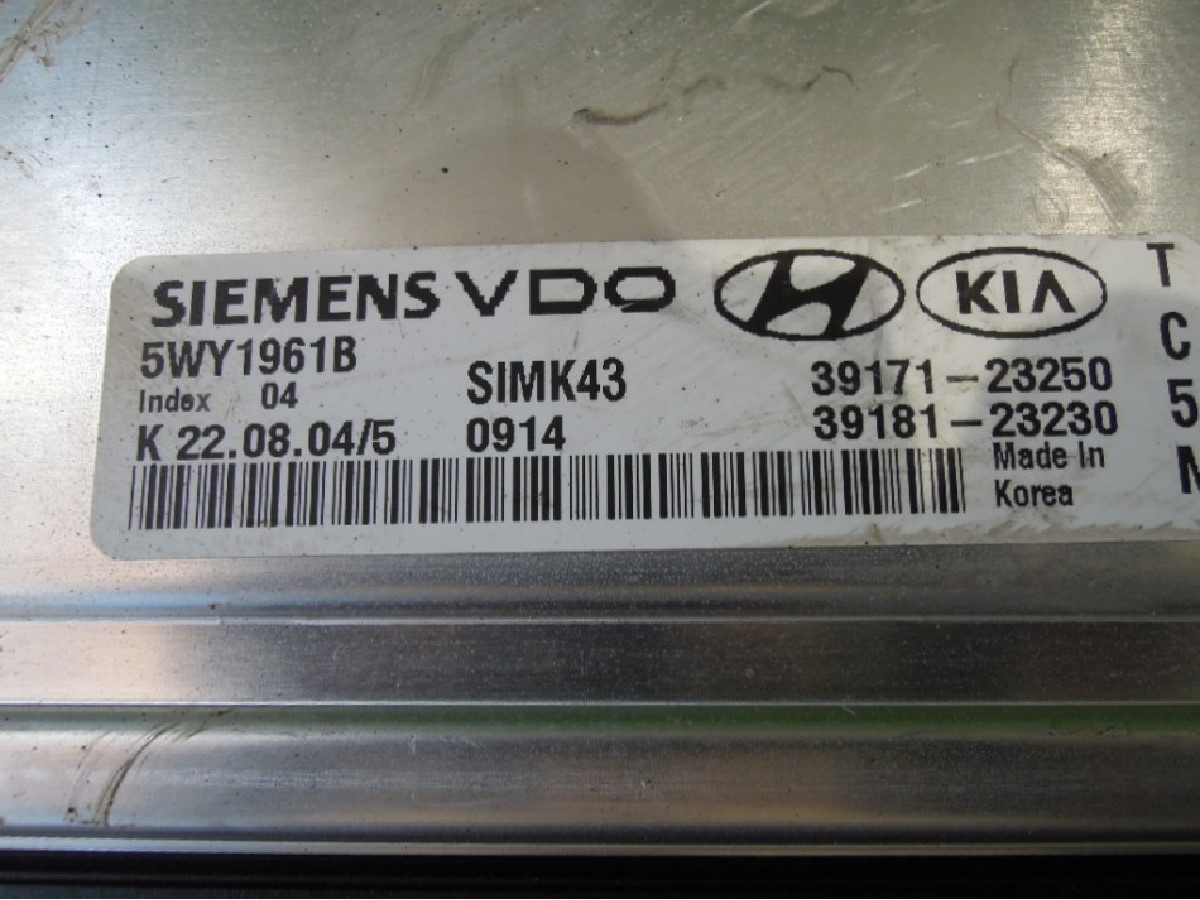 SIEMENS VDO KIA
5WY1961B SIMK43 39171-23250
Index 04 39181-23230
K 22.08.04/5 0914
Made In
Korea
T
C
5